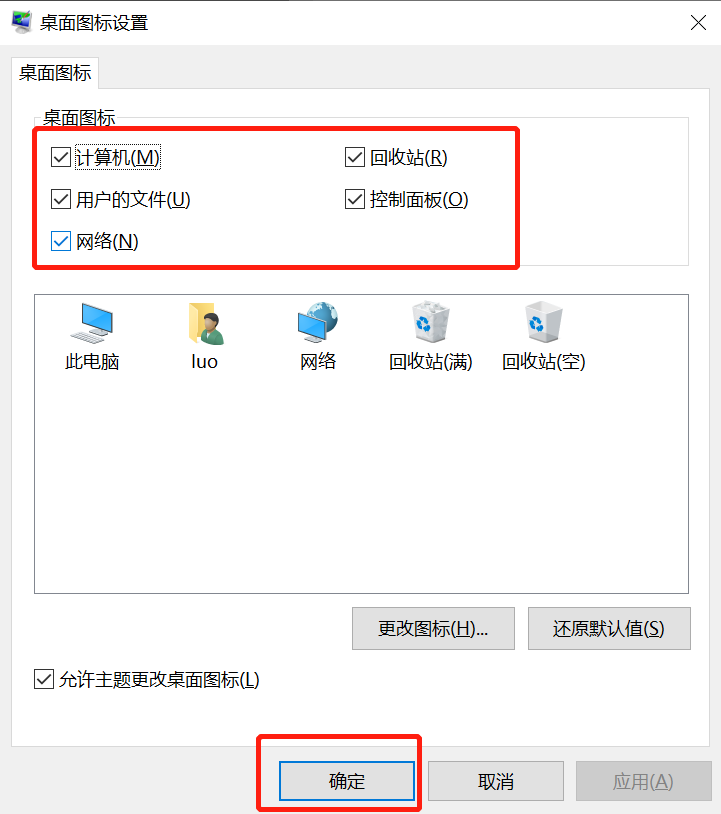 桌面图标设置
桌面图标
桌面图标
计算机(M) 回收站(R)
用户的文件(U) 控制面板(O)
网络(N)
此电脑 luo 网络 回收站(满) 回收站(空)
更改图标(H)... 还原默认值(S)
允许主题更改桌面图标(L)
确定 取消 应用(A)